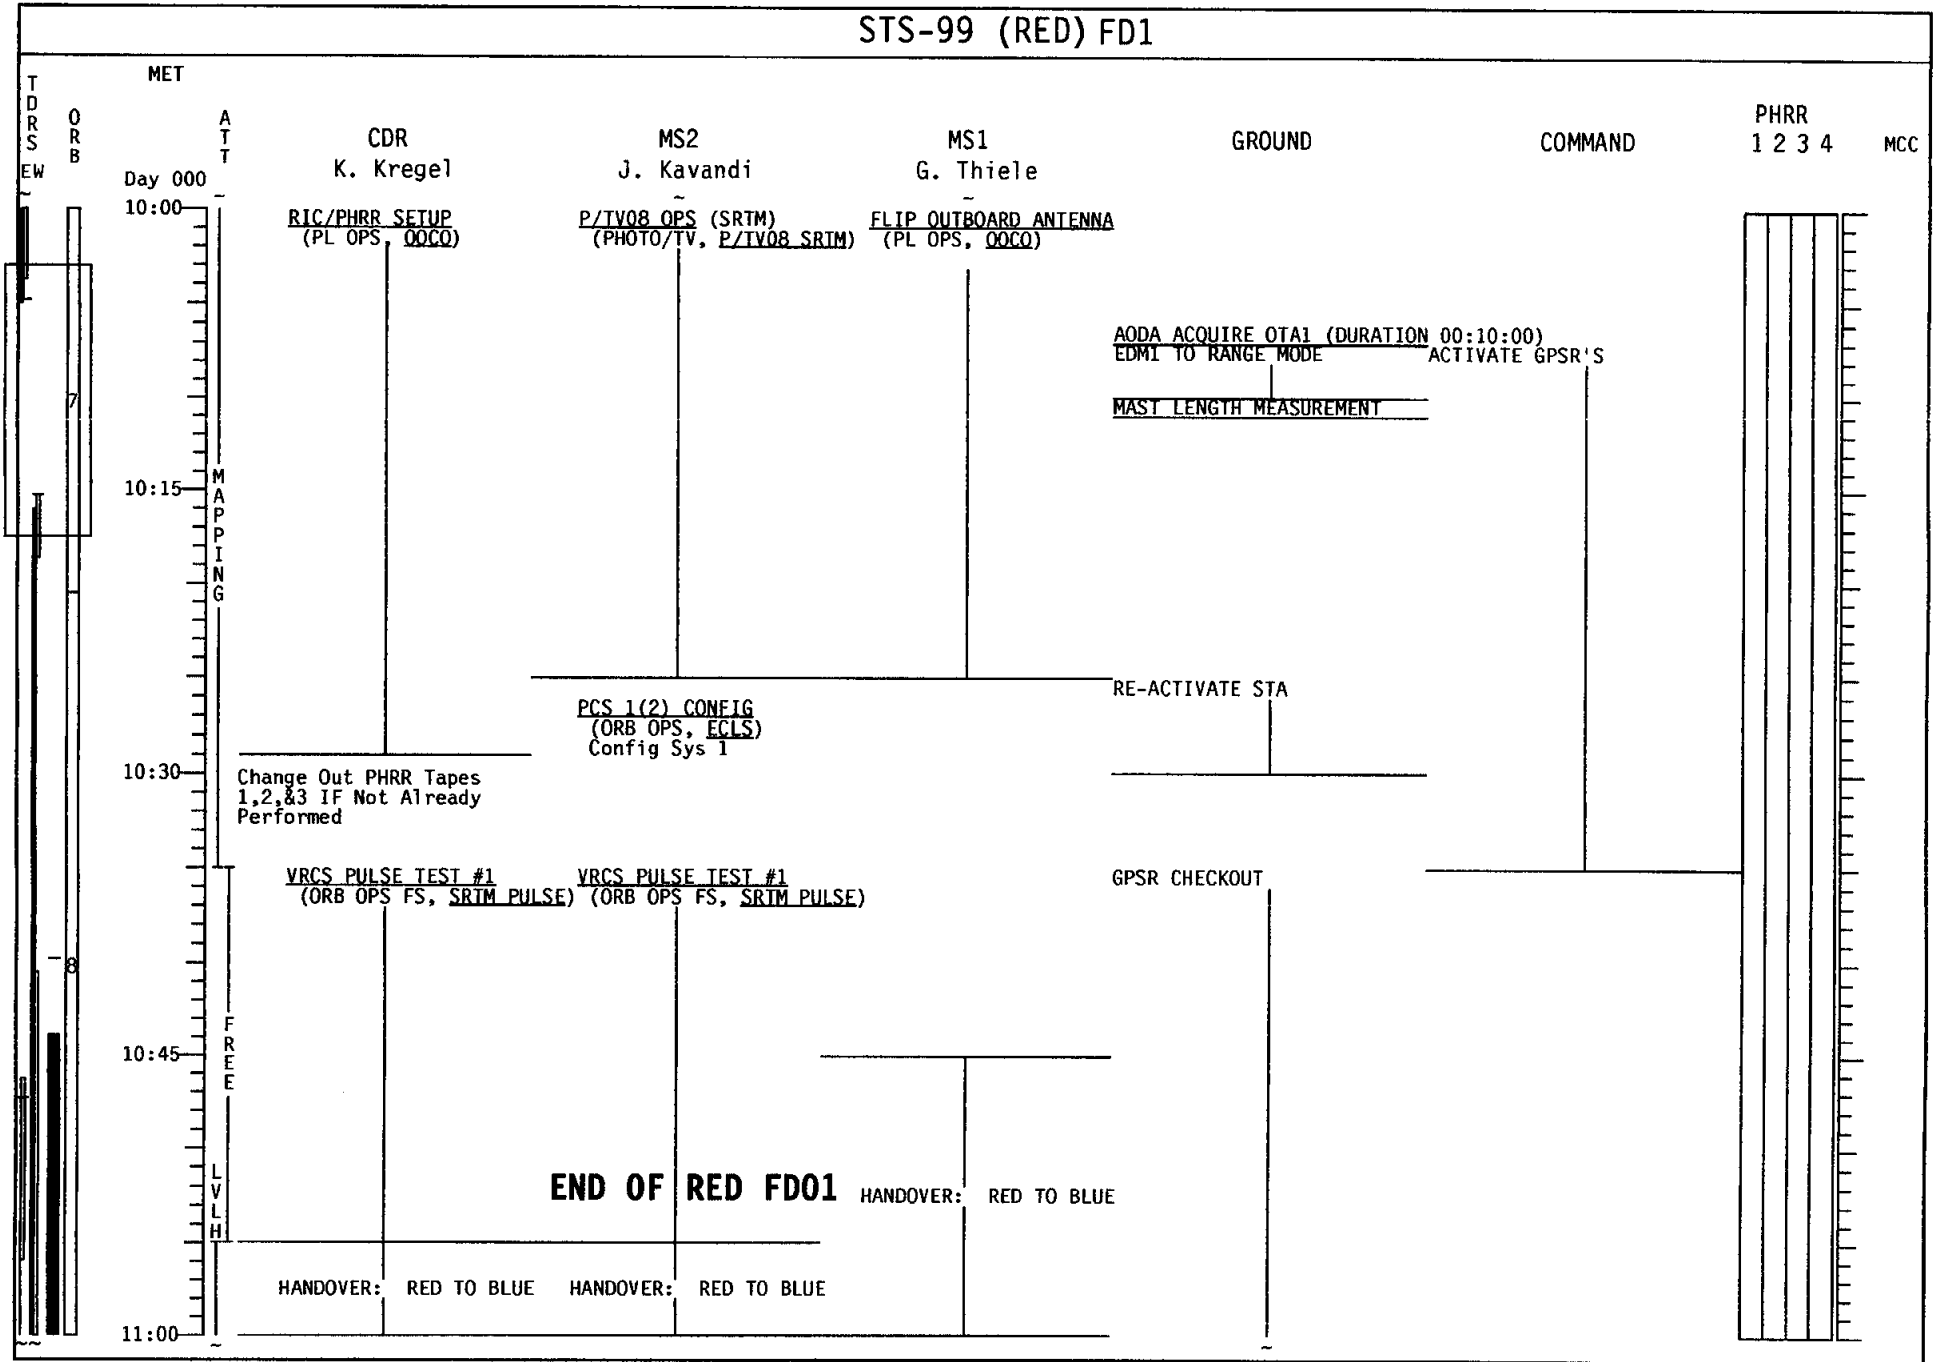 STS-99 (RED) FD1
MET
TDRS
EW
ORB
ATT
CDR
K. Kregel
MS2
J. Kavandi
MS1
G. Thiele
GROUND
COMMAND
PHRR
1 2 3 4
MCC
Day 000
10:00
RIC/PHRR SETUP
(PL OPS, OOCO)
P/TV08 OPS (SRTM)
(PHOTO/TV, P/TV08 SRTM)
FLIP OUTBOARD ANTENNA
(PL OPS, OOCO)
AODA ACQUIRE OTA1 (DURATION 00:10:00)
EDMI TO RANGE MODE
ACTIVATE GPSR'S
7
MAST LENGTH MEASUREMENT
10:15
MAPPING
RE-ACTIVATE STA
PCS 1(2) CONFIG
(ORB OPS, ECLS)
Config Sys 1
10:30
Change Out PHRR Tapes
1,2,&3 IF Not Already
Performed
VRCS PULSE TEST #1
(ORB OPS FS, SRTM PULSE)
VRCS PULSE TEST #1
(ORB OPS FS, SRTM PULSE)
GPSR CHECKOUT
8
FREE
10:45
LVLH
END OF RED FD01
HANDOVER: RED TO BLUE
HANDOVER: RED TO BLUE
HANDOVER: RED TO BLUE
11:00